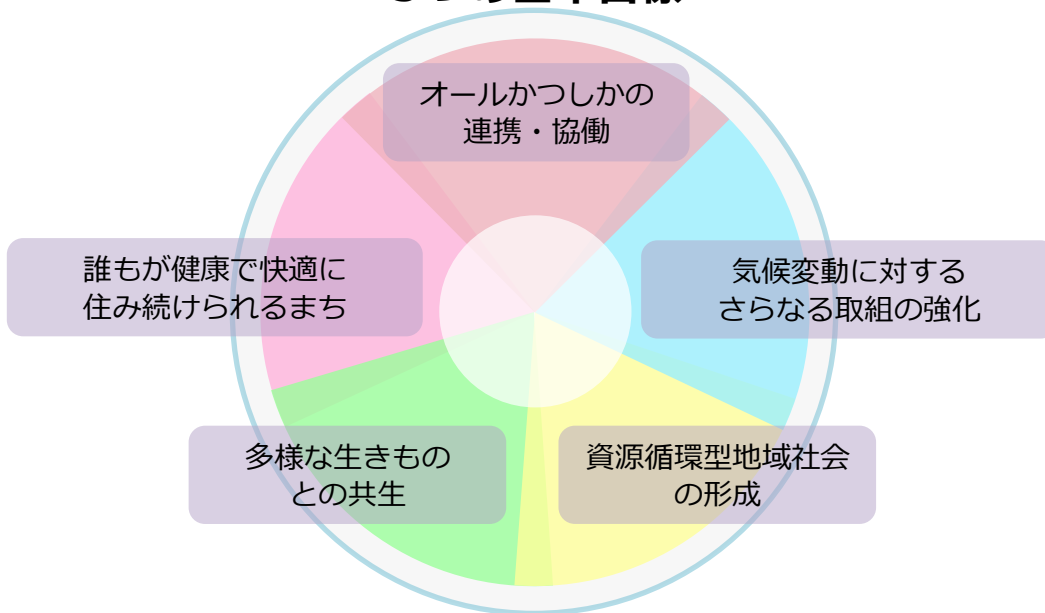 オールかつしかの
連携・協働
誰もが健康で快適に
住み続けられるまち
気候変動に対する
さらなる取組の強化
多様な生きもの
との共生
資源循環型地域社会
の形成